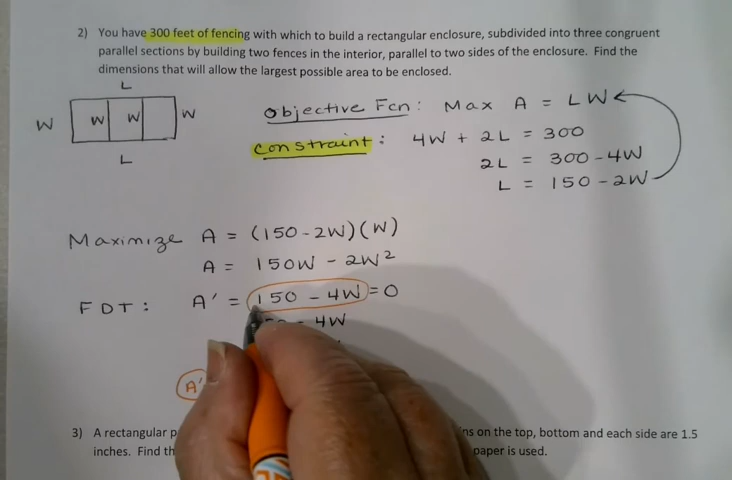 2) You have 300 feet of fencing with which to build a rectangular enclosure, subdivided into three congruent
parallel sections by building two fences in the interior, parallel to two sides of the enclosure. Find the
dimensions that will allow the largest possible area to be enclosed.
L
W W W W
L
Objective Fcn: Max A = LW
Constraint: 4W + 2L = 300
2L = 300 - 4W
L = 150 - 2W
Maximize A = (150 - 2W)(W)
A = 150W - 2W²
FDT: A' = 150 - 4W = 0
4W
A'
3) A rectangular on the top, bottom and each side are 1.5
inches. Find paper is used.